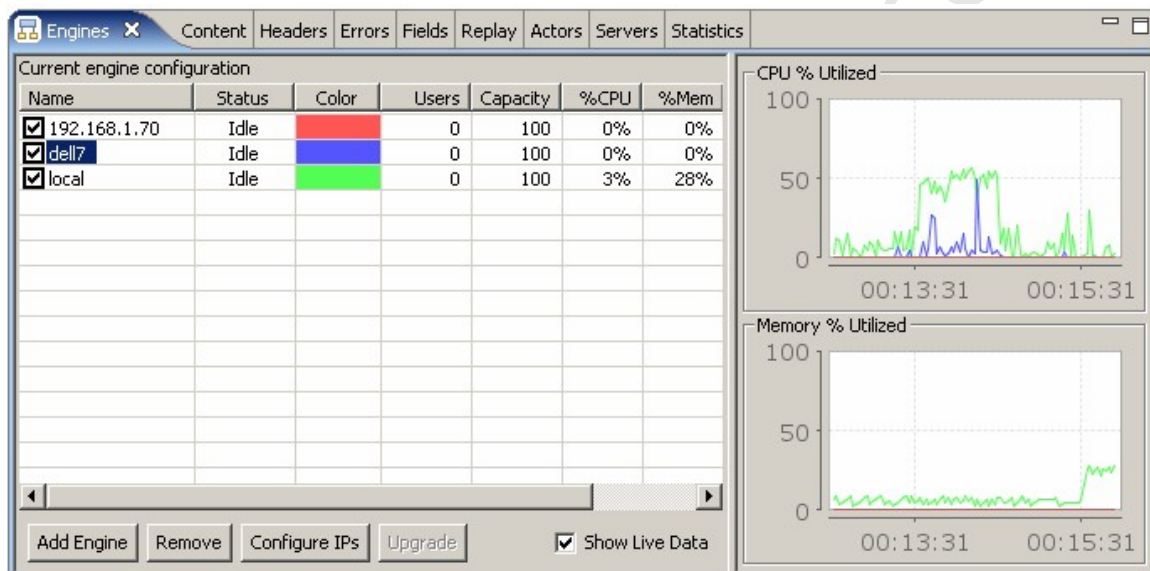 Engines Content Headers Errors Fields Replay Actors Servers Statistics
Current engine configuration
Name Status Color Users Capacity %CPU %Mem
192.168.1.70 Idle 0 100 0% 0%
dell7 Idle 0 100 0% 0%
local Idle 0 100 3% 28%
Add Engine Remove Configure IPs Upgrade Show Live Data
CPU % Utilized
100
50
0
00:13:31 00:15:31
Memory % Utilized
100
50
0
00:13:31 00:15:31